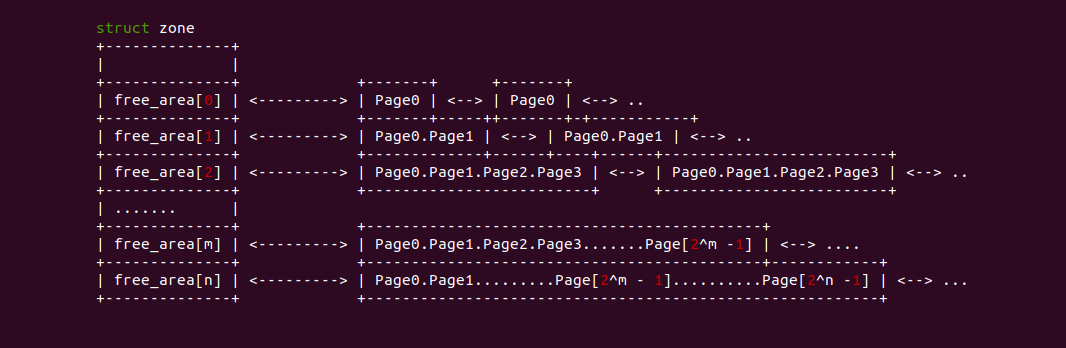 struct zone
+--------------+
|              |
+--------------+             +-------+      +-------+
| free_area[0] | <---------> | Page0 | <--> | Page0 | <--> ..
+--------------+             +-------+-----++-------+-+-----------+
| free_area[1] | <---------> | Page0.Page1 | <--> | Page0.Page1 | <--> ..
+--------------+             +-------------+------+----+------+-------------------------+
| free_area[2] | <---------> | Page0.Page1.Page2.Page3 | <--> | Page0.Page1.Page2.Page3 | <--> ..
+--------------+             +-------------------------+      +-------------------------+
| .......      |
+--------------+             +--------------------------------------------+
| free_area[m] | <---------> | Page0.Page1.Page2.Page3.......Page[2^m -1] | <--> ....
+--------------+             +--------------------------------------------+------------+
| free_area[n] | <---------> | Page0.Page1.........Page[2^m - 1]..........Page[2^n -1] | <--> ...
+--------------+             +---------------------------------------------------------+